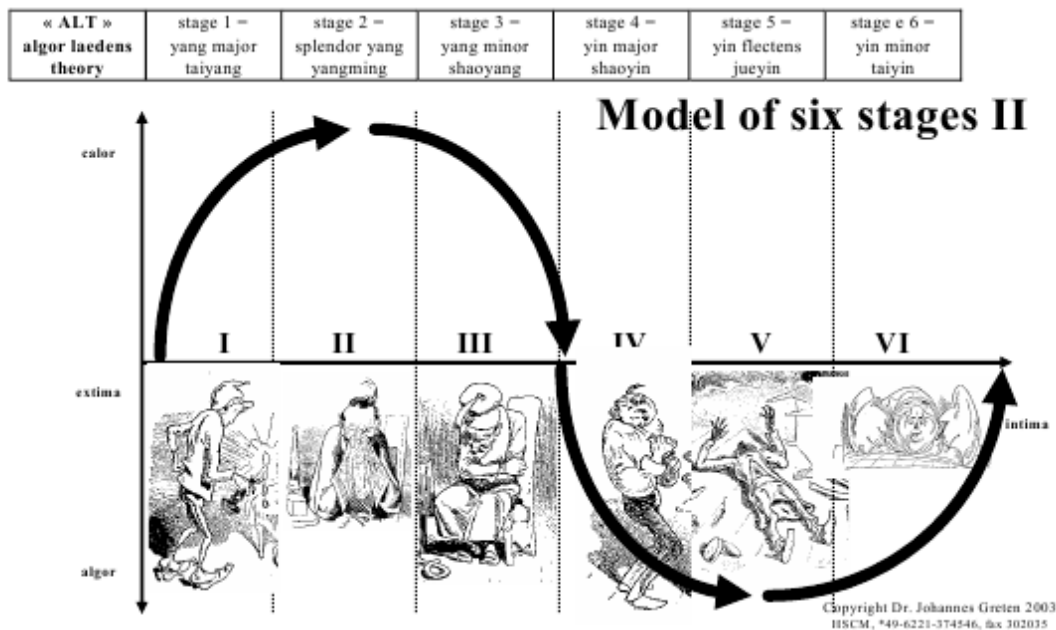 « ALT »
algor laedens
theory
stage 1 –
yang major
taiyang
stage 2 –
splendor yang
yangming
stage 3 –
yang minor
shaoyang
stage 4 –
yin major
shaoyin
stage 5 –
yin flectens
jueyin
stage e 6 –
yin minor
taiyin
Model of six stages II
calor
I II III IV V VI
extima
intima
algor
Copyright Dr. Johannes Greten 2003
HSCM, *49-6221-374546, fax 302035